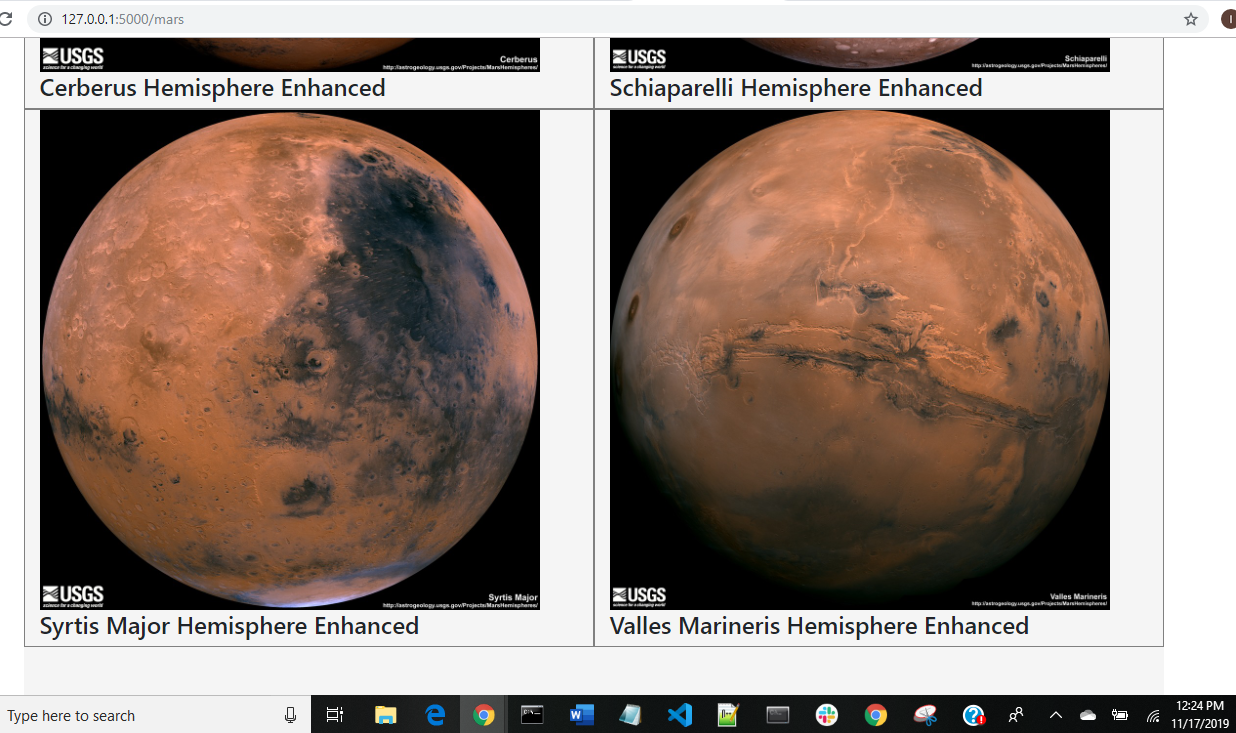 127.0.0.1:5000/mars
USGS
science for a changing world
Cerberus
http://astrogeology.usgs.gov/Projects/MarsHemispheres/
Cerberus Hemisphere Enhanced
USGS
science for a changing world
Schiaparelli
http://astrogeology.usgs.gov/Projects/MarsHemispheres/
Schiaparelli Hemisphere Enhanced
USGS
science for a changing world
Syrtis Major
http://astrogeology.usgs.gov/Projects/MarsHemispheres/
Syrtis Major Hemisphere Enhanced
USGS
science for a changing world
Valles Marineris
http://astrogeology.usgs.gov/Projects/MarsHemispheres/
Valles Marineris Hemisphere Enhanced
Type here to search
12:24 PM
11/17/2019